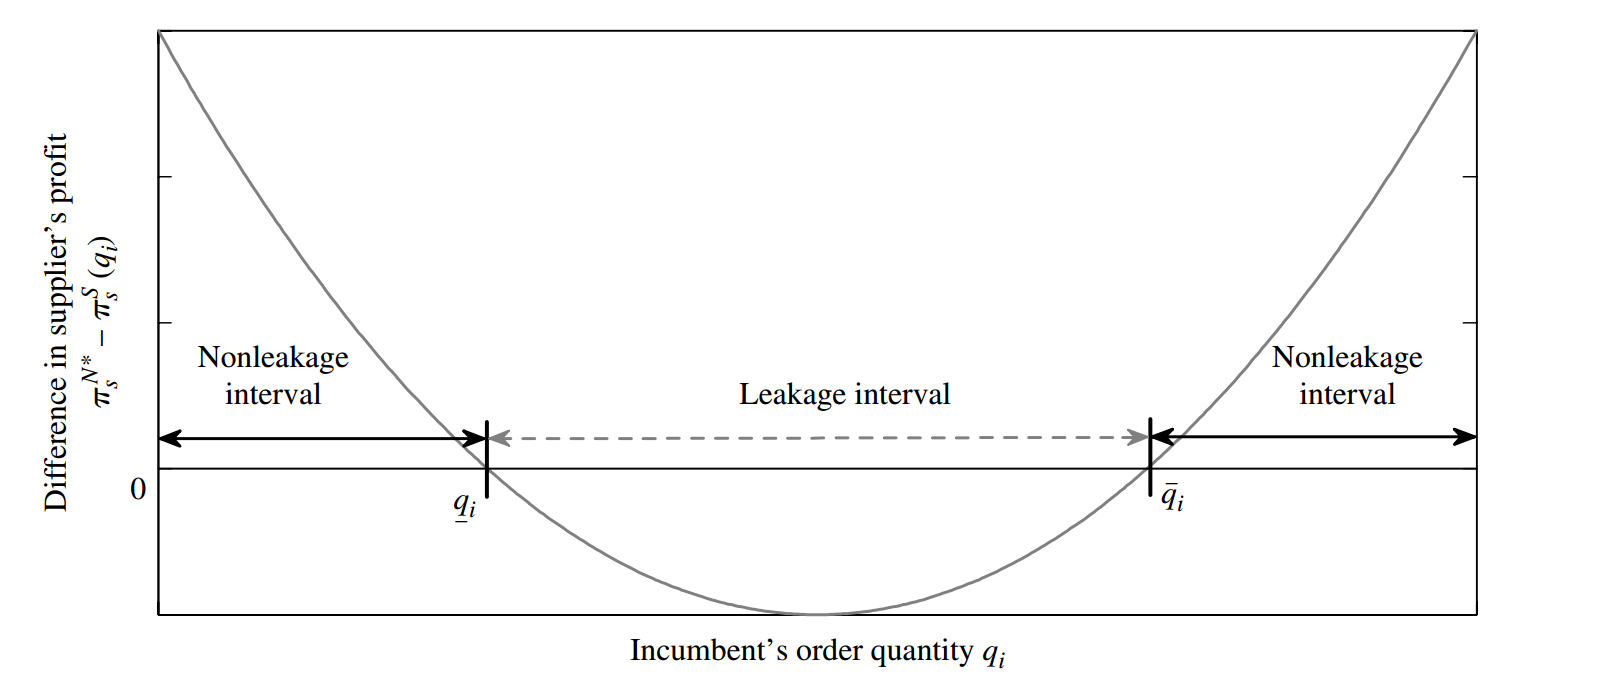 Difference in supplier's profit
π_s^{N*} − π_s^S (q_i)
Nonleakage
interval
Leakage interval
Nonleakage
interval
0
q̲_i
q̄_i
Incumbent's order quantity q_i